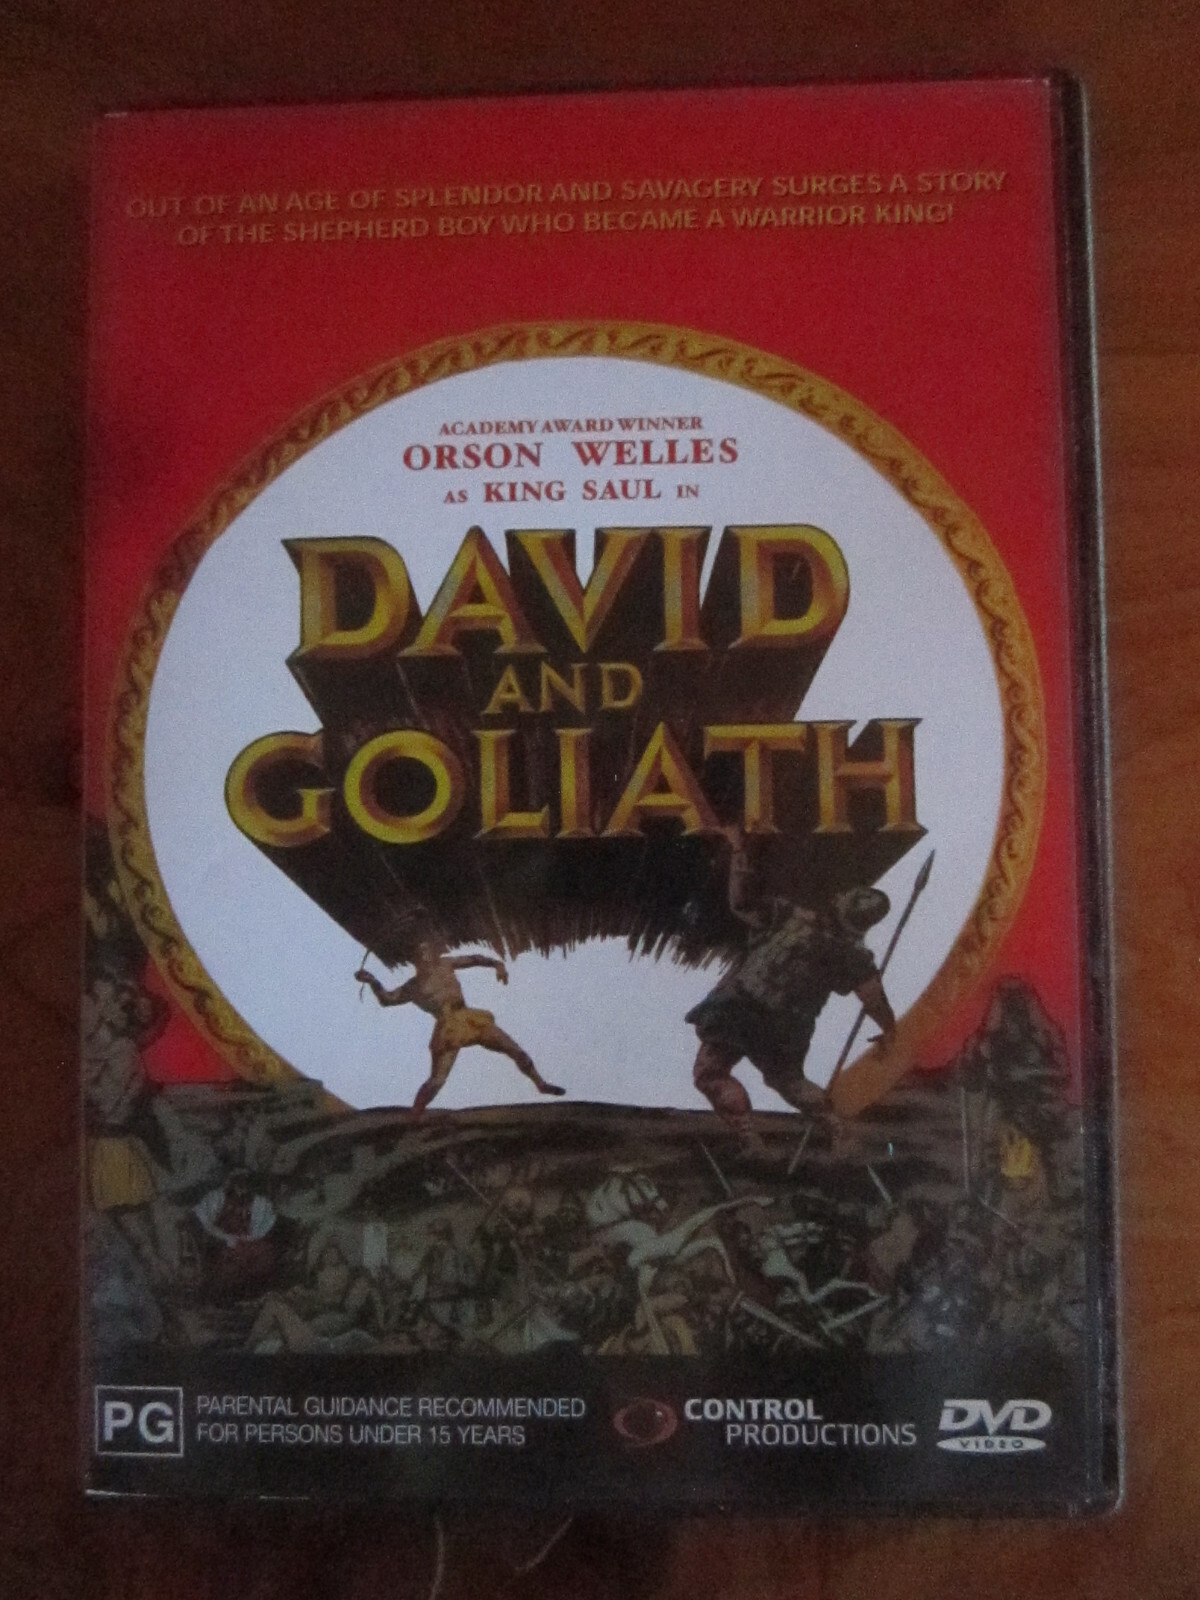 OUT OF AN AGE OF SPLENDOR AND SAVAGERY SURGES A STORY
OF THE SHEPHERD BOY WHO BECAME A WARRIOR KING!
ACADEMY AWARD WINNER
ORSON WELLES
AS KING SAUL IN
DAVID
AND
GOLIATH
PG
PARENTAL GUIDANCE RECOMMENDED
FOR PERSONS UNDER 15 YEARS
CONTROL
PRODUCTIONS
DVD
VIDEO